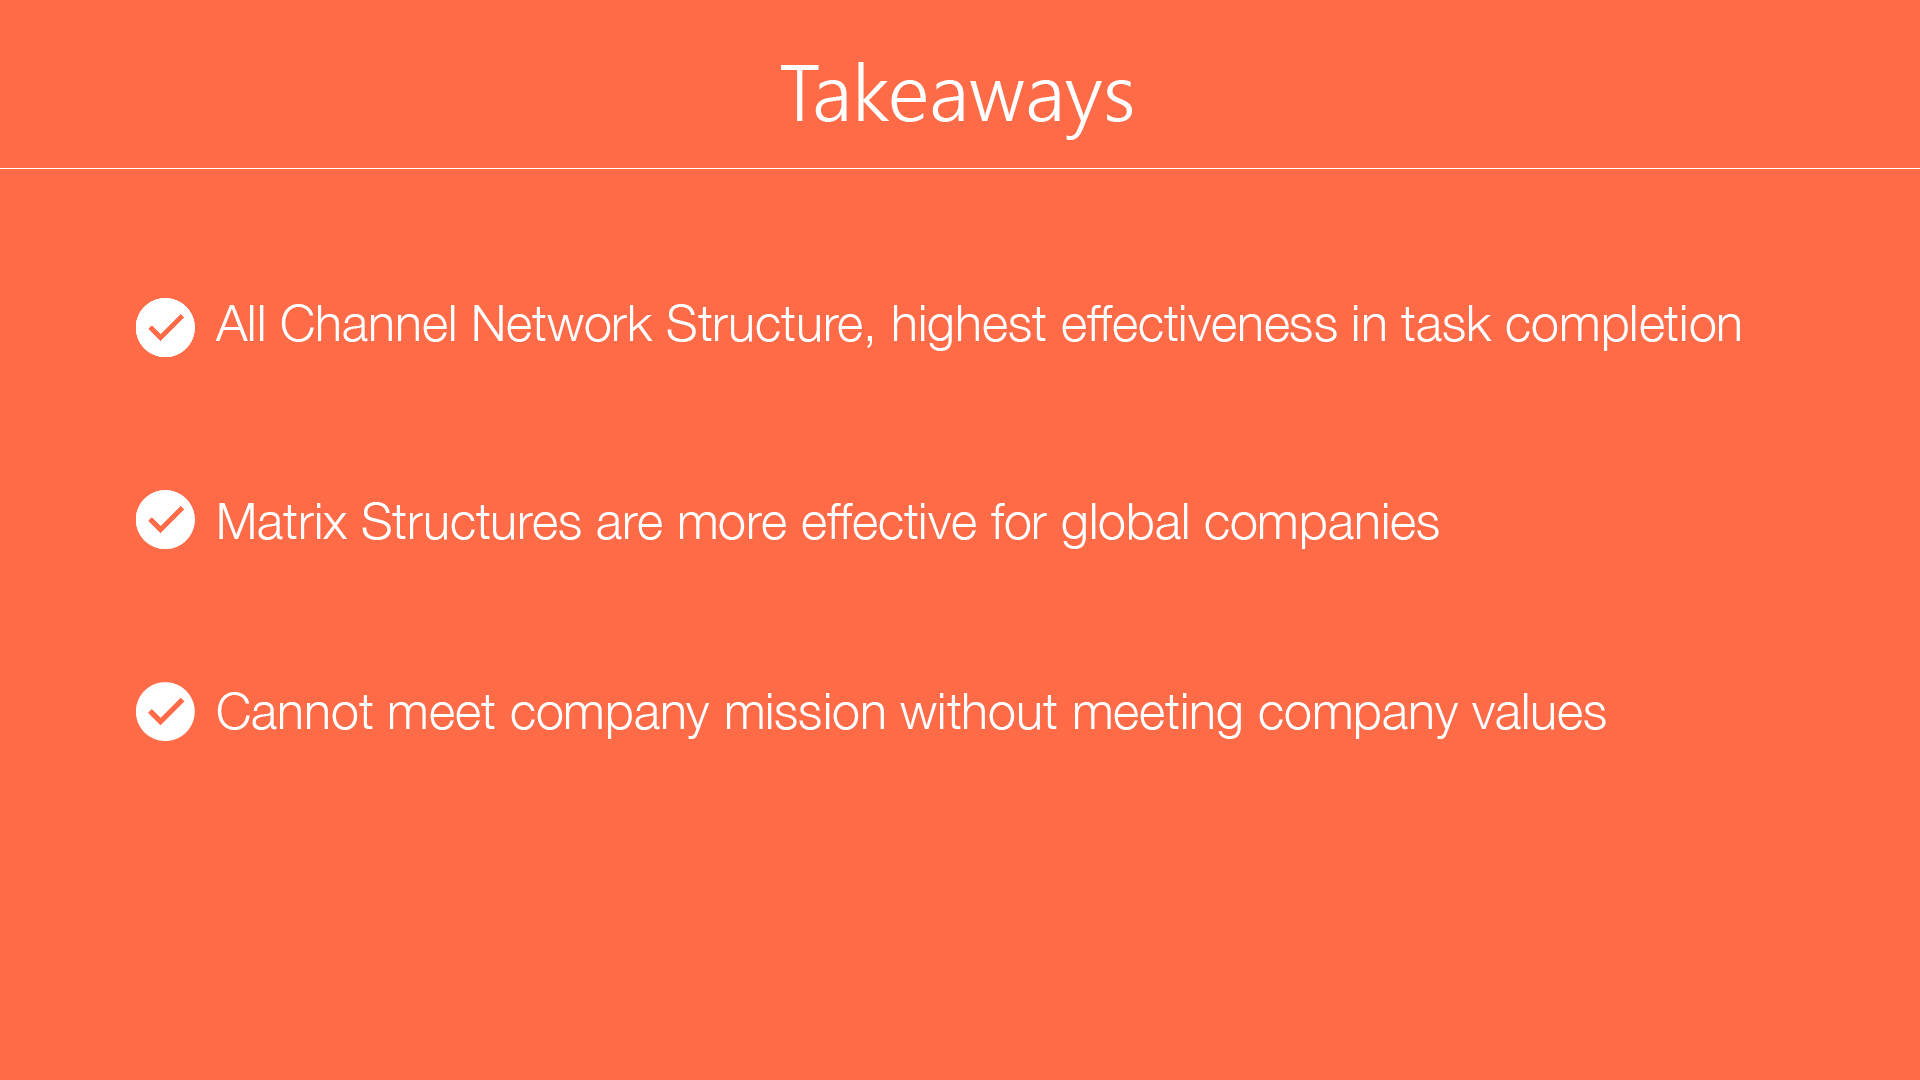 Takeaways
All Channel Network Structure, highest effectiveness in task completion
Matrix Structures are more effective for global companies
Cannot meet company mission without meeting company values